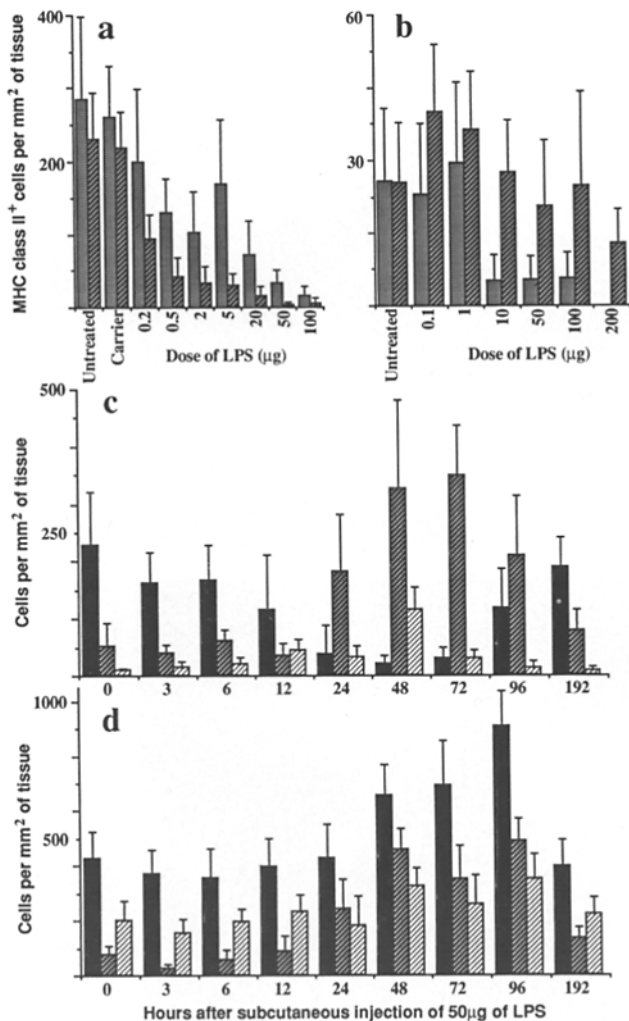 a
b
MHC class II+ cells per mm² of tissue
400
200
0
60
30
0
Untreated
Carrier
0.2
0.5
2
5
20
50
100
Untreated
0.1
1
10
50
100
200
Dose of LPS (µg)
Dose of LPS (µg)
c
Cells per mm² of tissue
500
250
0
0 3 6 12 24 48 72 96 192
d
Cells per mm² of tissue
1000
500
0
0 3 6 12 24 48 72 96 192
Hours after subcutaneous injection of 50µg of LPS